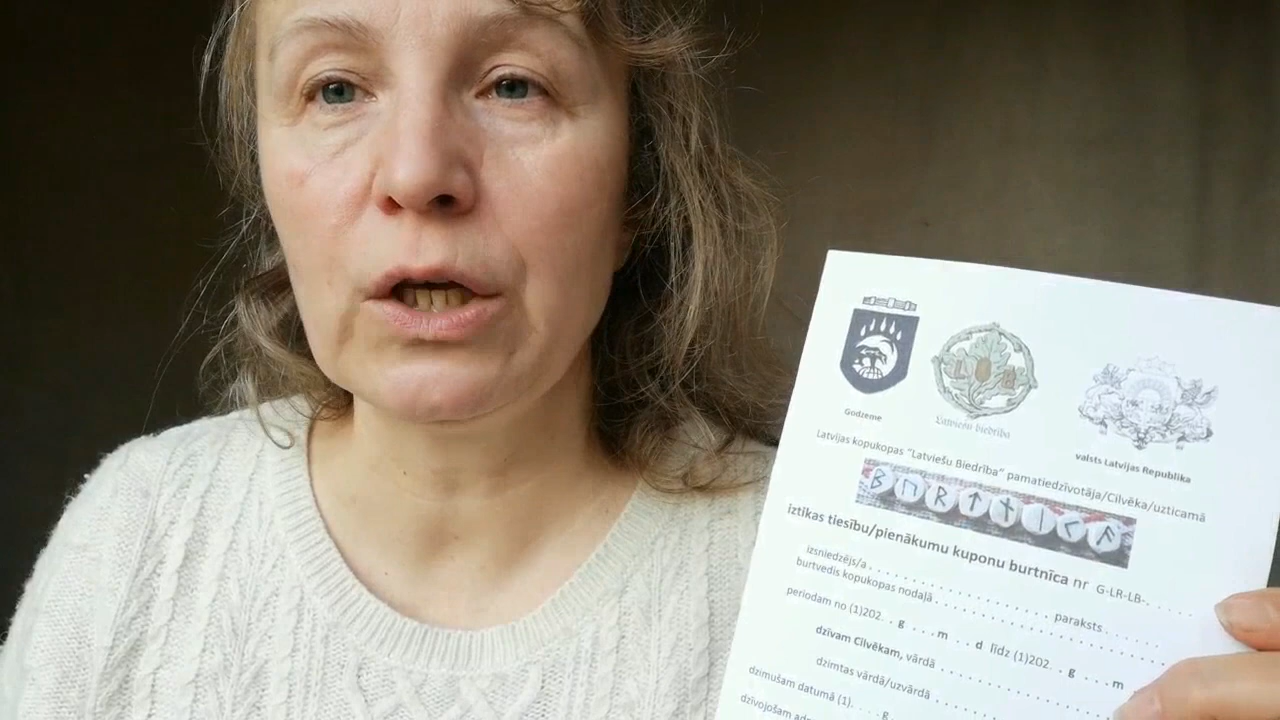 Godzeme
Latviešu biedrība
valsts Latvijas Republika
Latvijas kopukopas "Latviešu Biedrība" pamatiedzīvotāja/Cilvēka/uzticamā
ᛒᚢᚱᛏᚾᛁᚲᚨ
iztikas tiesību/pienākumu kuponu burtnīca nr G-LR-LB-. . . . . .
izsniedzējs/a . . . . . . . . . . . . . . . . . . . . . paraksts . . . . . . . . .
burtvedis kopukopas nodaļā . . . . . . . . . . . . . . . . . . . . . . . . .
periodam no (1)202. . g . . . m . . d līdz (1)202. . g . . . m
dzīvam Cilvēkam, vārdā . . . . . . . . . . . . . . . .
dzimtas vārdā/uzvārdā . . . . . . . . . . . . .
dzimušam datumā (1). . . . g
dzīvojošam